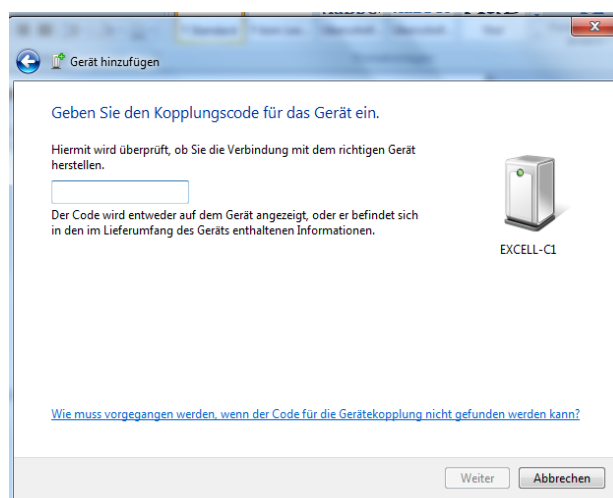 Gerät hinzufügen
Geben Sie den Kopplungscode für das Gerät ein.
Hiermit wird überprüft, ob Sie die Verbindung mit dem richtigen Gerät
herstellen.
Der Code wird entweder auf dem Gerät angezeigt, oder er befindet sich
in den im Lieferumfang des Geräts enthaltenen Informationen.
EXCELL-C1
Wie muss vorgegangen werden, wenn der Code für die Gerätekopplung nicht gefunden werden kann?
Weiter
Abbrechen